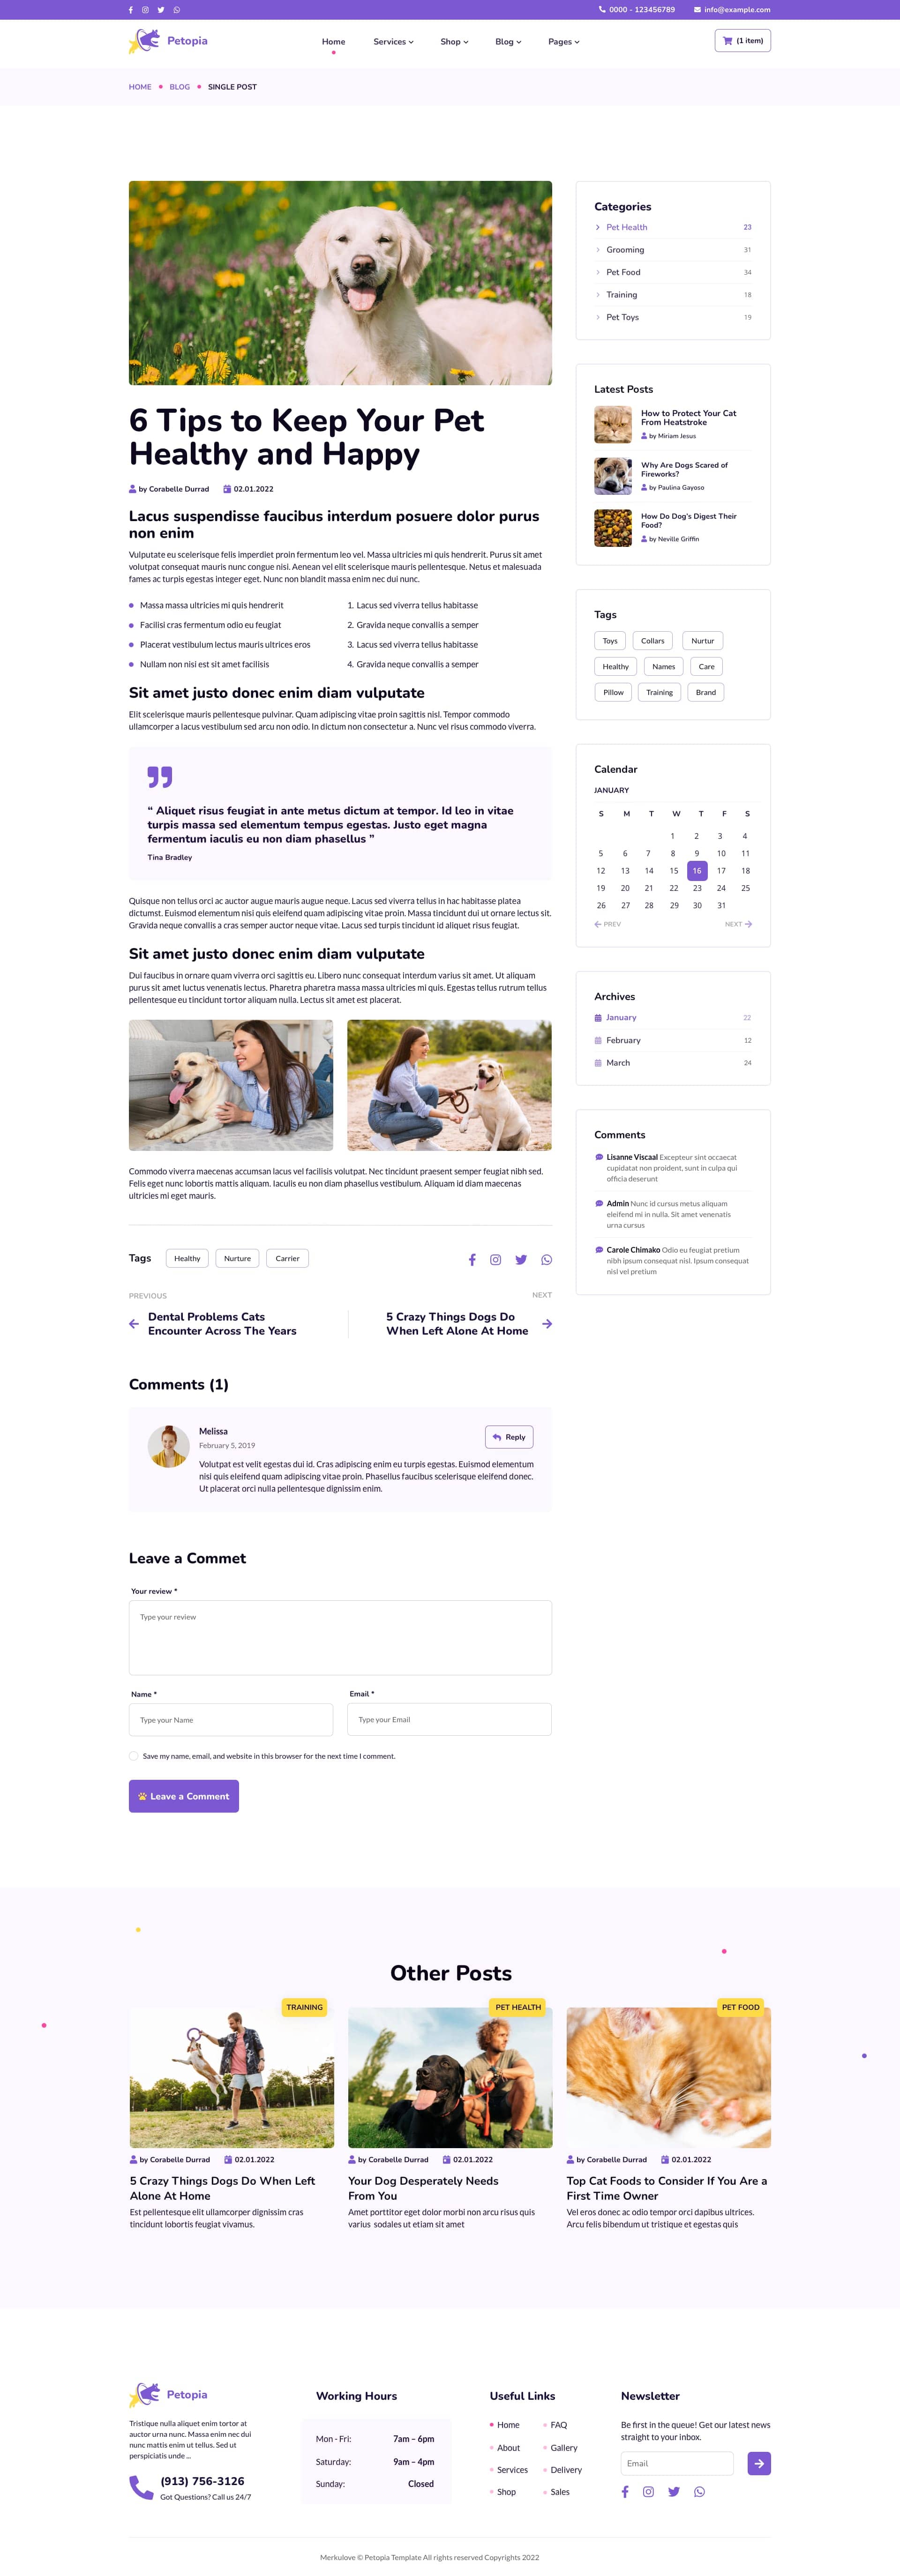 0000 - 123456789
info@example.com
Petopia
Home
Services
Shop
Blog
Pages
(1 item)
HOME
BLOG
SINGLE POST
6 Tips to Keep Your Pet
Healthy and Happy
by Corabelle Durrad
02.01.2022
Lacus suspendisse faucibus interdum posuere dolor purus
non enim
Vulputate eu scelerisque felis imperdiet proin fermentum leo vel. Massa ultricies mi quis hendrerit. Purus sit amet
volutpat consequat mauris nunc congue nisi. Aenean vel elit scelerisque mauris pellentesque. Netus et malesuada
fames ac turpis egestas integer eget. Nunc non blandit massa enim nec dui nunc.
Massa massa ultricies mi quis hendrerit
Facilisi cras fermentum odio eu feugiat
Placerat vestibulum lectus mauris ultrices eros
Nullam non nisi est sit amet facilisis
1. Lacus sed viverra tellus habitasse
2. Gravida neque convallis a semper
3. Lacus sed viverra tellus habitasse
4. Gravida neque convallis a semper
Sit amet justo donec enim diam vulputate
Elit scelerisque mauris pellentesque pulvinar. Quam adipiscing vitae proin sagittis nisl. Tempor commodo
ullamcorper a lacus vestibulum sed arcu non odio. In dictum non consectetur a. Nunc vel risus commodo viverra.
“ Aliquet risus feugiat in ante metus dictum at tempor. Id leo in vitae
turpis massa sed elementum tempus egestas. Justo eget magna
fermentum iaculis eu non diam phasellus ”
Tina Bradley
Quisque non tellus orci ac auctor augue mauris augue neque. Lacus sed viverra tellus in hac habitasse platea
dictumst. Euismod elementum nisi quis eleifend quam adipiscing vitae proin. Massa tincidunt dui ut ornare lectus sit.
Gravida neque convallis a cras semper auctor neque vitae. Lacus sed turpis tincidunt id aliquet risus feugiat.
Sit amet justo donec enim diam vulputate
Dui faucibus in ornare quam viverra orci sagittis eu. Libero nunc consequat interdum varius sit amet. Ut aliquam
purus sit amet luctus venenatis lectus. Pharetra pharetra massa massa ultricies mi quis. Egestas tellus rutrum tellus
pellentesque eu tincidunt tortor aliquam nulla. Lectus sit amet est placerat.
Commodo viverra maecenas accumsan lacus vel facilisis volutpat. Nec tincidunt praesent semper feugiat nibh sed.
Felis eget nunc lobortis mattis aliquam. Iaculis eu non diam phasellus vestibulum. Aliquam id diam maecenas
ultricies mi eget mauris.
Tags
Healthy
Nurture
Carrier
PREVIOUS
Dental Problems Cats
Encounter Across The Years
NEXT
5 Crazy Things Dogs Do
When Left Alone At Home
Comments (1)
Melissa
February 5, 2019
Reply
Volutpat est velit egestas dui id. Cras adipiscing enim eu turpis egestas. Euismod elementum
nisi quis eleifend quam adipiscing vitae proin. Phasellus faucibus scelerisque eleifend donec.
Ut placerat orci nulla pellentesque dignissim enim.
Leave a Commet
Your review *
Type your review
Name *
Type your Name
Email *
Type your Email
Save my name, email, and website in this browser for the next time I comment.
Leave a Comment
Categories
Pet Health 23
Grooming 31
Pet Food 34
Training 18
Pet Toys 19
Latest Posts
How to Protect Your Cat
From Heatstroke
by Miriam Jesus
Why Are Dogs Scared of
Fireworks?
by Paulina Gayoso
How Do Dog’s Digest Their
Food?
by Neville Griffin
Tags
Toys Collars Nurtur
Healthy Names Care
Pillow Training Brand
Calendar
JANUARY
S M T W T F S
1 2 3 4
5 6 7 8 9 10 11
12 13 14 15 16 17 18
19 20 21 22 23 24 25
26 27 28 29 30 31
PREV
NEXT
Archives
January 22
February 12
March 24
Comments
Lisanne Viscaal Excepteur sint occaecat
cupidatat non proident, sunt in culpa qui
officia deserunt
Admin Nunc id cursus metus aliquam
eleifend mi in nulla. Sit amet venenatis
urna cursus
Carole Chimako Odio eu feugiat pretium
nibh ipsum consequat nisl. Ipsum consequat
nisl vel pretium
Other Posts
TRAINING
by Corabelle Durrad
02.01.2022
5 Crazy Things Dogs Do When Left
Alone At Home
Est pellentesque elit ullamcorper dignissim cras
tincidunt lobortis feugiat vivamus.
PET HEALTH
by Corabelle Durrad
02.01.2022
Your Dog Desperately Needs
From You
Amet porttitor eget dolor morbi non arcu risus quis
varius sodales ut etiam sit amet
PET FOOD
by Corabelle Durrad
02.01.2022
Top Cat Foods to Consider If You Are a
First Time Owner
Vel eros donec ac odio tempor orci dapibus ultrices.
Arcu felis bibendum ut tristique et egestas quis
Petopia
Tristique nulla aliquet enim tortor at
auctor urna nunc. Massa enim nec dui
nunc mattis enim ut tellus. Sed ut
perspiciatis unde ...
(913) 756-3126
Got Questions? Call us 24/7
Working Hours
Mon - Fri: 7am – 6pm
Saturday: 9am – 4pm
Sunday: Closed
Useful Links
Home
About
Services
Shop
FAQ
Gallery
Delivery
Sales
Newsletter
Be first in the queue! Get our latest news
straight to your inbox.
Email
Merkulove © Petopia Template All rights reserved Copyrights 2022